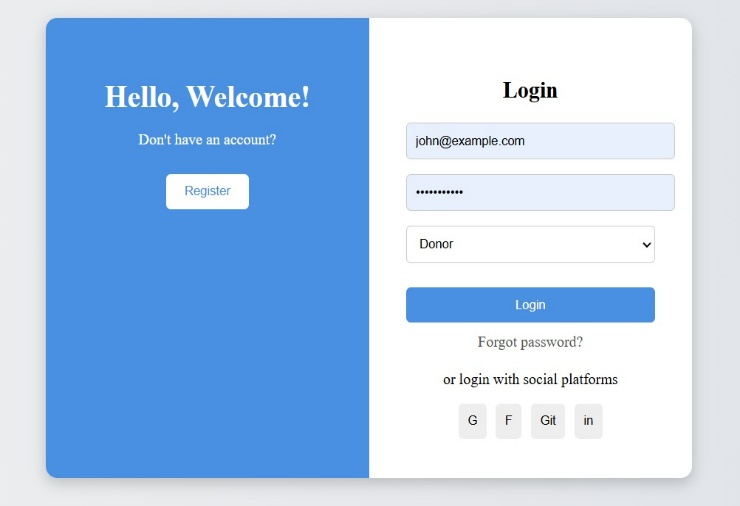 Hello, Welcome!
Don't have an account?
Register
Login
john@example.com
•••••••••••
Donor
Login
Forgot password?
or login with social platforms
G F Git in